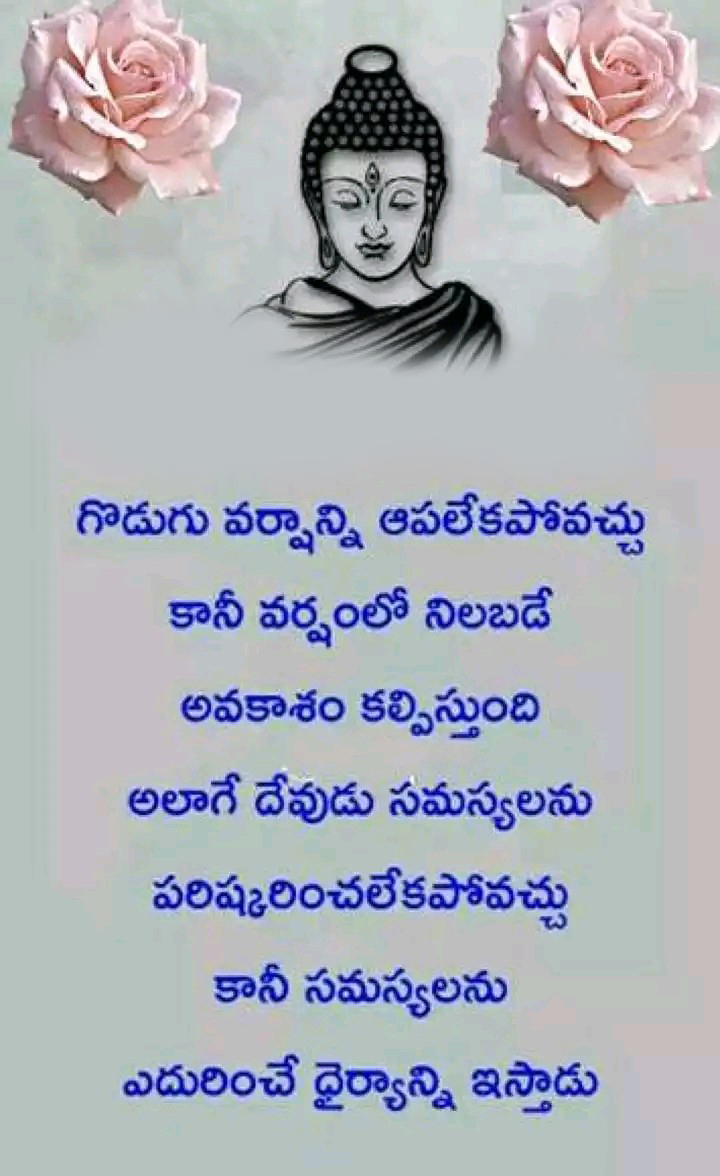 గొడుగు వర్షాన్ని ఆపలేకపోవచ్చు
కానీ వర్షంలో నిలబడే
అవకాశం కల్పిస్తుంది
అలాగే దేవుడు సమస్యలను
పరిష్కరించలేకపోవచ్చు
కానీ సమస్యలను
ఎదురించే ధైర్యాన్ని ఇస్తాడు